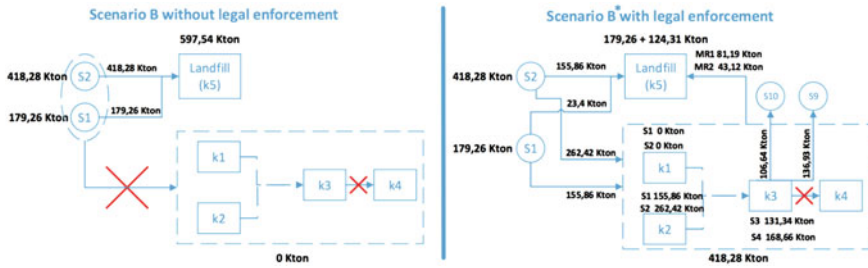 Scenario B without legal enforcement
597,54 Kton
418,28 Kton
S2
418,28 Kton
Landfill
(k5)
179,26 Kton
S1
179,26 Kton
k1
k2
k3
k4
0 Kton
Scenario B* with legal enforcement
179,26 + 124,31 Kton
MR1 81,19 Kton
MR2 43,12 Kton
418,28 Kton
S2
155,86 Kton
Landfill
(k5)
23,4 Kton
S10
S9
179,26 Kton
S1
262,42 Kton
155,86 Kton
S1 0 Kton
S2 0 Kton
k1
106,64 Kton
136,93 Kton
S1 155,86 Kton
S2 262,42 Kton
k2
k3
k4
S3 131,34 Kton
S4 168,66 Kton
418,28 Kton